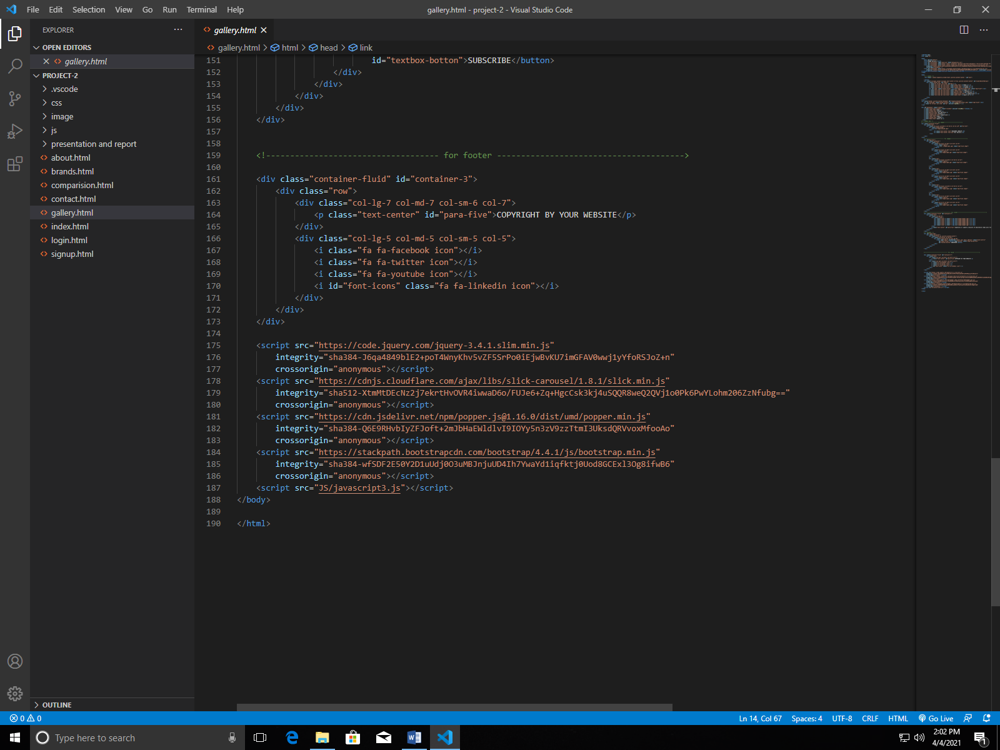 File Edit Selection View Go Run Terminal Help
gallery.html - project-2 - Visual Studio Code
EXPLORER
OPEN EDITORS
gallery.html
PROJECT-2
.vscode
css
image
js
presentation and report
about.html
brands.html
comparision.html
contact.html
gallery.html
index.html
login.html
signup.html
OUTLINE
gallery.html
gallery.html > html > head > link
151 id="textbox-botton">SUBSCRIBE</button>
152 </div>
153 </div>
154 </div>
155 </div>
156 </div>
157
158
159 <!------------------------------------ for footer ------------------------------------>
160
161 <div class="container-fluid" id="container-3">
162 <div class="row">
163 <div class="col-lg-7 col-md-7 col-sm-6 col-7">
164 <p class="text-center" id="para-five">COPYRIGHT BY YOUR WEBSITE</p>
165 </div>
166 <div class="col-lg-5 col-md-5 col-sm-5 col-5">
167 <i class="fa fa-facebook icon"></i>
168 <i class="fa fa-twitter icon"></i>
169 <i class="fa fa-youtube icon"></i>
170 <i id="font-icons" class="fa fa-linkedin icon"></i>
171 </div>
172 </div>
173 </div>
174
175 <script src="https://code.jquery.com/jquery-3.4.1.slim.min.js"
176 integrity="sha384-J6qa4849blE2+poT4WnyKhv5vZF5SrPo0iEjwBvKU7imGFAV0wwj1yYfoRSJoZ+n"
177 crossorigin="anonymous"></script>
178 <script src="https://cdnjs.cloudflare.com/ajax/libs/slick-carousel/1.8.1/slick.min.js"
179 integrity="sha512-XtmMtDEcNz2j7ekrtHvOVR4iwwaD6o/FUJe6+Zq+HgcCsk3kj4uSQQR8weQ2QVj1o0Pk6PwYLohm206ZzNfubg=="
180 crossorigin="anonymous"></script>
181 <script src="https://cdn.jsdelivr.net/npm/popper.js@1.16.0/dist/umd/popper.min.js"
182 integrity="sha384-Q6E9RHvbIyZFJoft+2mJbHaEWldlvI9IOYy5n3zV9zzTtmI3UksdQRVvoxMfooAo"
183 crossorigin="anonymous"></script>
184 <script src="https://stackpath.bootstrapcdn.com/bootstrap/4.4.1/js/bootstrap.min.js"
185 integrity="sha384-wfSDF2E50Y2D1uUdj0O3uMBJnjuUD4Ih7YwaYd1iqfktj0Uod8GCExl3Og8ifwB6"
186 crossorigin="anonymous"></script>
187 <script src="JS/javascript3.js"></script>
188 </body>
189
190 </html>
0 0
Ln 14, Col 67 Spaces: 4 UTF-8 CRLF HTML Go Live
Type here to search
2:02 PM
4/4/2021
1